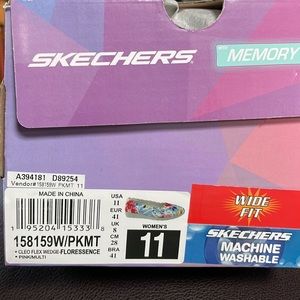 SKECHERS
WITH MEMORY
A394181 D89254
Vendor#158159W PKMT 11
MADE IN CHINA
USA 11
EUR 41
UK 8
CM 28
BRA 41
WOMEN'S
11
1 95204 15333 8
158159W/PKMT
• CLEO FLEX WEDGE-FLORESSENCE
• PINK/MULTI
WIDE
FIT
SKECHERS
MACHINE
WASHABLE